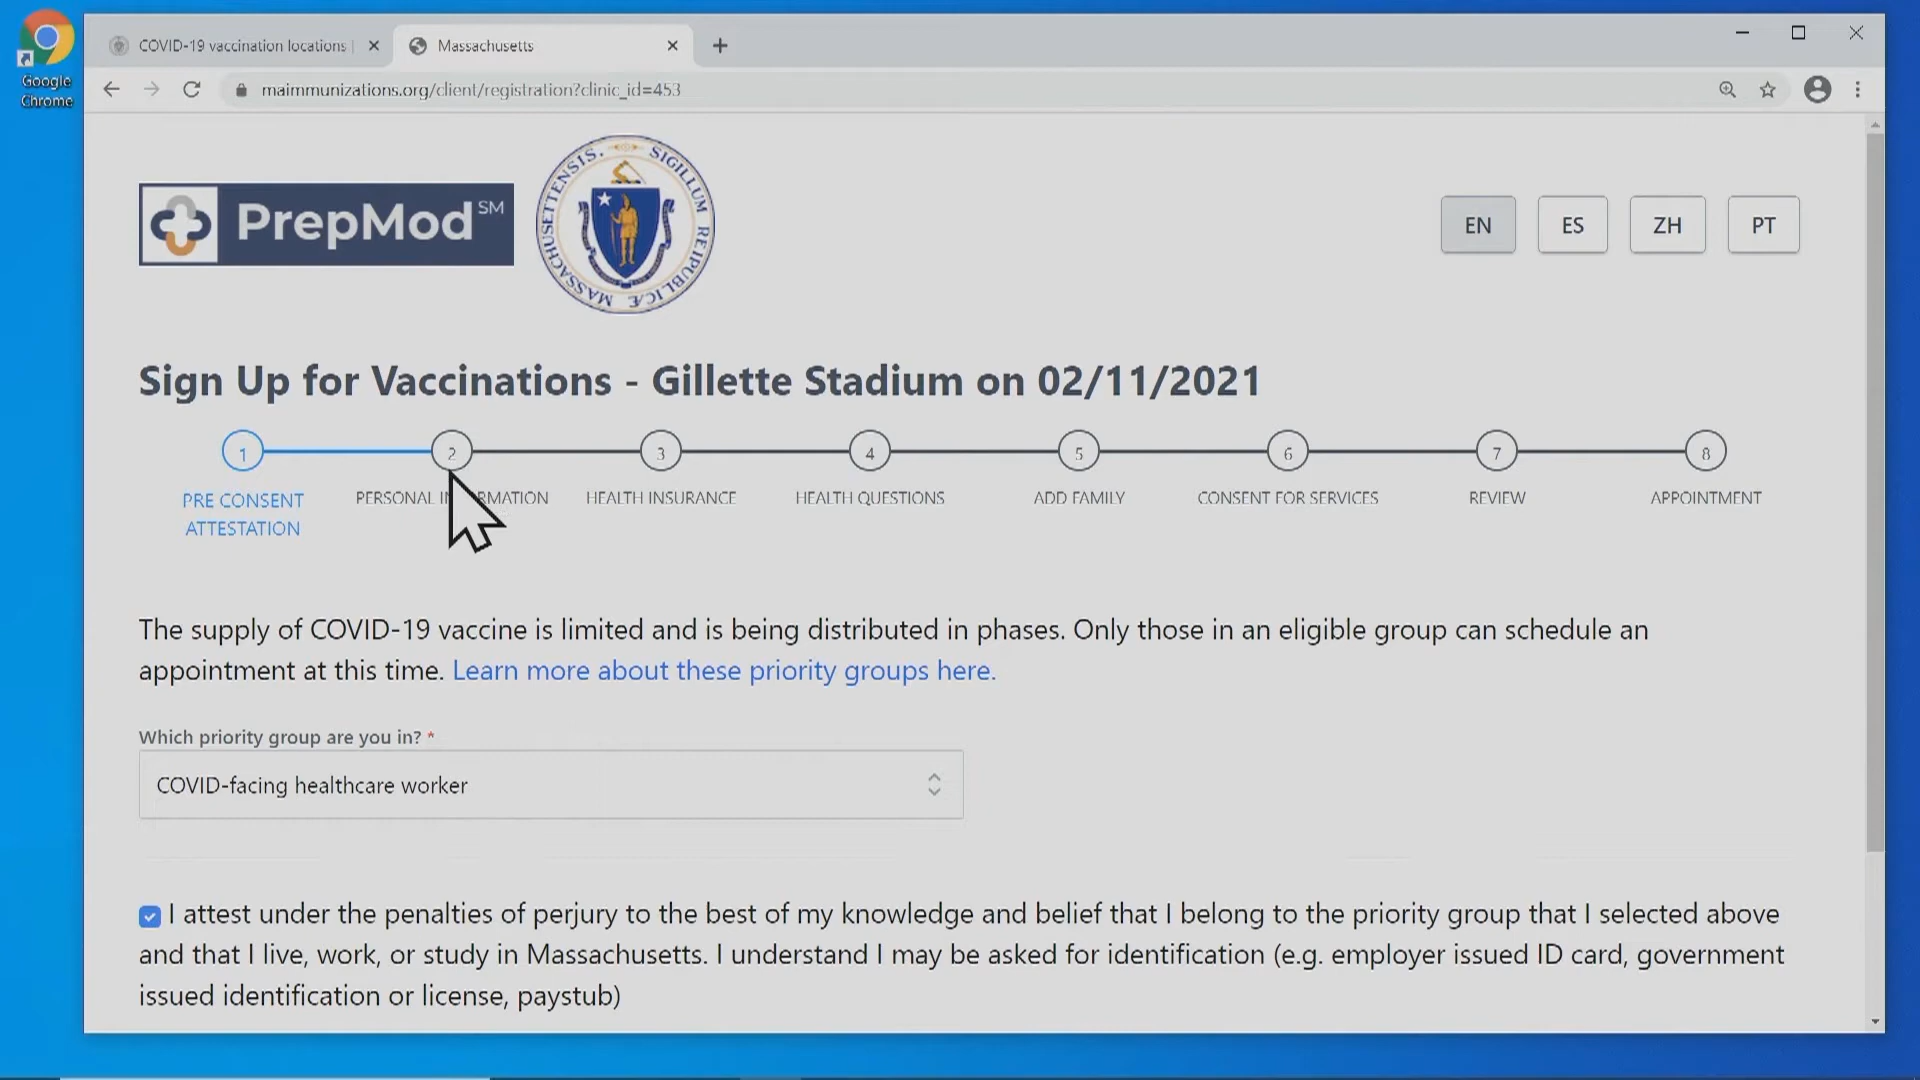 Google
Chrome
COVID-19 vaccination locations
Massachusetts
maimmunizations.org/client/registration?clinic_id=453
PrepMod SM
SIGILLUM REIPUBLICÆ MASSACHUSETTENSIS.
EN ES ZH PT
Sign Up for Vaccinations - Gillette Stadium on 02/11/2021
1 2 3 4 5 6 7 8
PRE CONSENT ATTESTATION
PERSONAL
HEALTH INSURANCE
HEALTH QUESTIONS
ADD FAMILY
CONSENT FOR SERVICES
REVIEW
APPOINTMENT
The supply of COVID-19 vaccine is limited and is being distributed in phases. Only those in an eligible group can schedule an
appointment at this time. Learn more about these priority groups here.
Which priority group are you in? *
COVID-facing healthcare worker
I attest under the penalties of perjury to the best of my knowledge and belief that I belong to the priority group that I selected above
and that I live, work, or study in Massachusetts. I understand I may be asked for identification (e.g. employer issued ID card, government
issued identification or license, paystub)